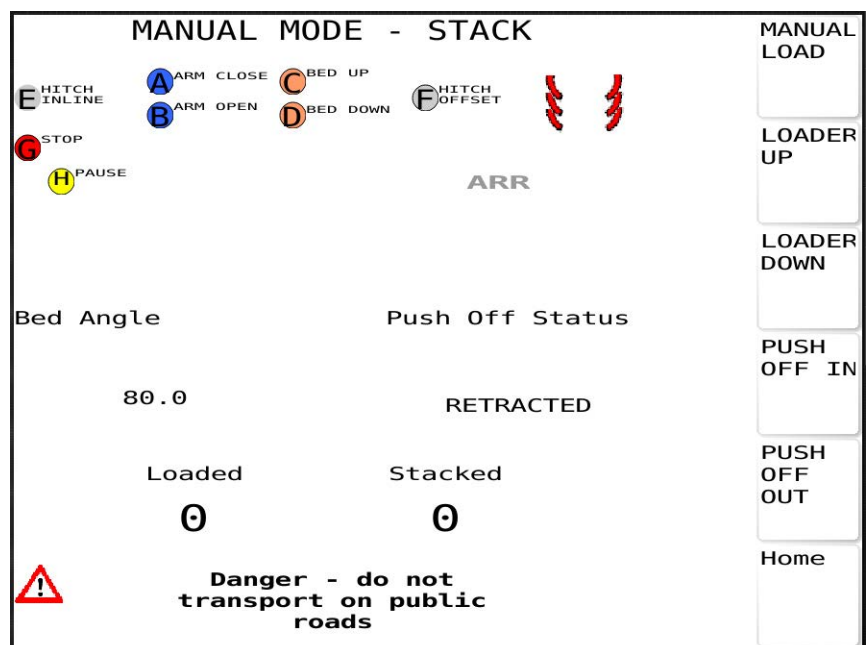 MANUAL MODE - STACK
E HITCH INLINE
A ARM CLOSE
B ARM OPEN
C BED UP
D BED DOWN
F HITCH OFFSET
G STOP
H PAUSE
ARR
Bed Angle
Push Off Status
80.0
RETRACTED
Loaded
Stacked
0
0
Danger - do not
transport on public
roads
MANUAL
LOAD
LOADER
UP
LOADER
DOWN
PUSH
OFF IN
PUSH
OFF
OUT
Home